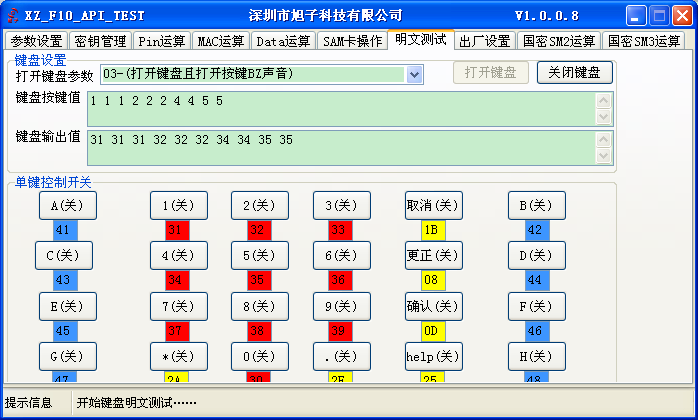 XZ_F10_API_TEST 深圳市旭子科技有限公司 V1.0.0.8
参数设置 密钥管理 Pin运算 MAC运算 Data运算 SAM卡操作 明文测试 出厂设置 国密SM2运算 国密SM3运算
键盘设置
打开键盘参数 03-(打开键盘且打开按键BZ声音) 打开键盘 关闭键盘
键盘按键值 1 1 1 2 2 2 4 4 5 5
键盘输出值 31 31 31 32 32 32 34 34 35 35
单键控制开关
A(关) 1(关) 2(关) 3(关) 取消(关) B(关)
41 31 32 33 1B 42
C(关) 4(关) 5(关) 6(关) 更正(关) D(关)
43 34 35 36 08 44
E(关) 7(关) 8(关) 9(关) 确认(关) F(关)
45 37 38 39 0D 46
G(关) *(关) 0(关) .(关) help(关) H(关)
47 2A 30 2E 25 48
提示信息 开始键盘明文测试······